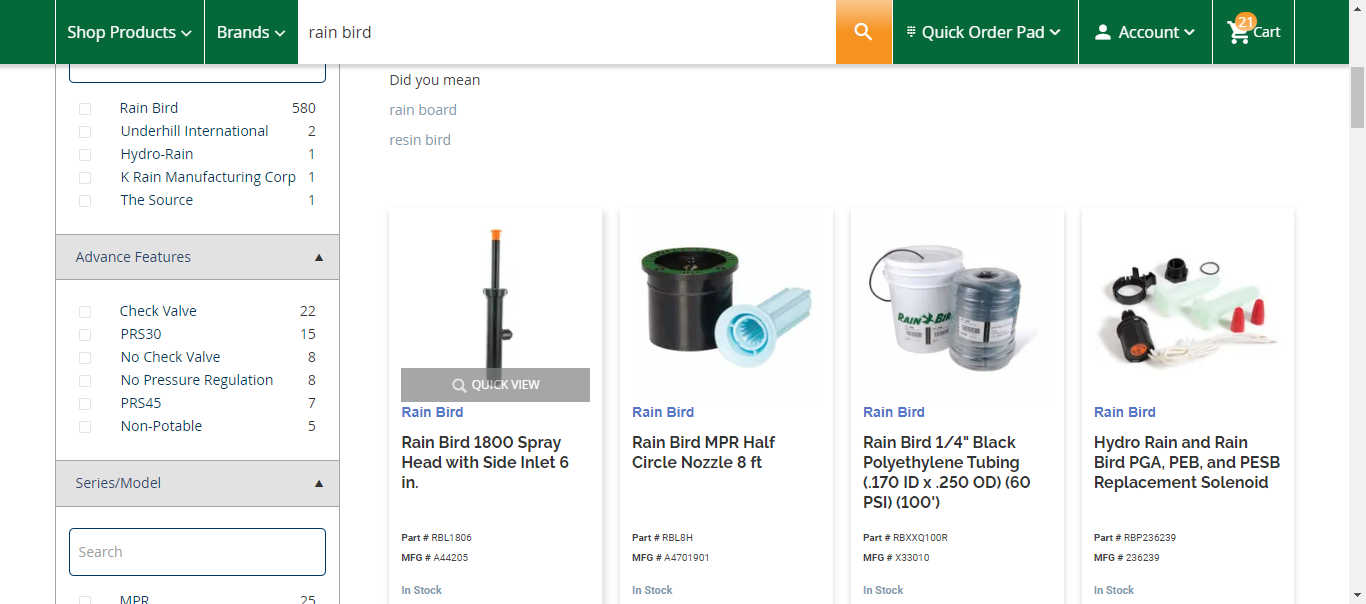 Shop Products
Brands
rain bird
Quick Order Pad
Account
21
Cart
Rain Bird 580
Underhill International 2
Hydro-Rain 1
K Rain Manufacturing Corp 1
The Source 1
Advance Features
Check Valve 22
PRS30 15
No Check Valve 8
No Pressure Regulation 8
PRS45 7
Non-Potable 5
Series/Model
Search
MPR 25
Did you mean
rain board
resin bird
QUICK VIEW
Rain Bird
Rain Bird 1800 Spray
Head with Side Inlet 6
in.
Part # RBL1806
MFG # A44205
In Stock
Rain Bird
Rain Bird MPR Half
Circle Nozzle 8 ft
Part # RBL8H
MFG # A4701901
In Stock
RAIN BIRD
Rain Bird
Rain Bird 1/4" Black
Polyethylene Tubing
(.170 ID x .250 OD) (60
PSI) (100')
Part # RBXXQ100R
MFG # X33010
In Stock
Rain Bird
Hydro Rain and Rain
Bird PGA, PEB, and PESB
Replacement Solenoid
Part # RBP236239
MFG # 236239
In Stock